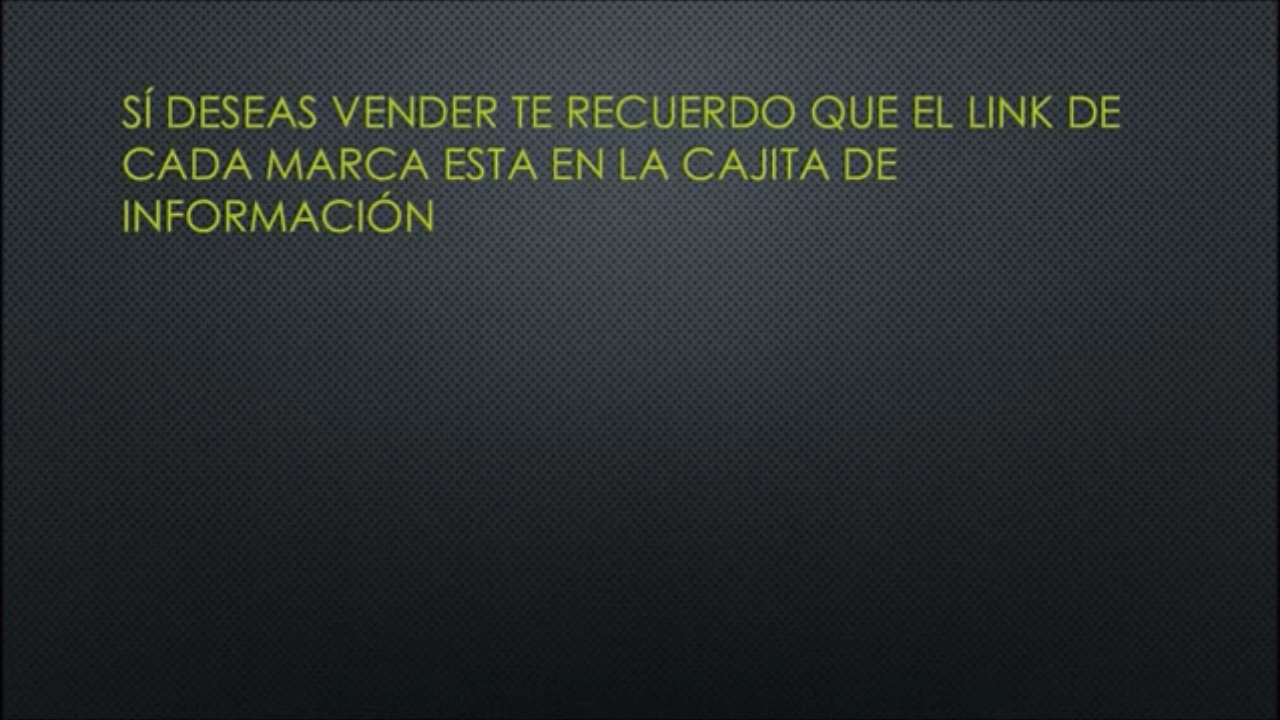 SÍ DESEAS VENDER TE RECUERDO QUE EL LINK DE
CADA MARCA ESTA EN LA CAJITA DE
INFORMACIÓN